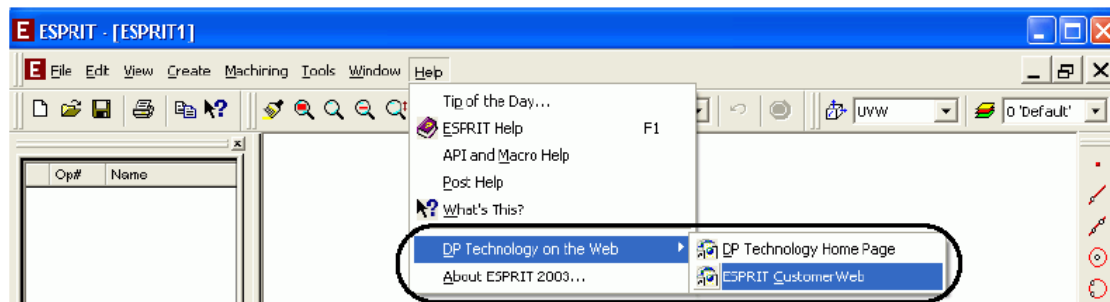 E ESPRIT - [ESPRIT1]
E File Edit View Create Machining Tools Window Help
UVW 0 'Default'
Tip of the Day...
ESPRIT Help F1
API and Macro Help
Post Help
What's This?
DP Technology on the Web
About ESPRIT 2003...
DP Technology Home Page
ESPRIT CustomerWeb
Op# Name